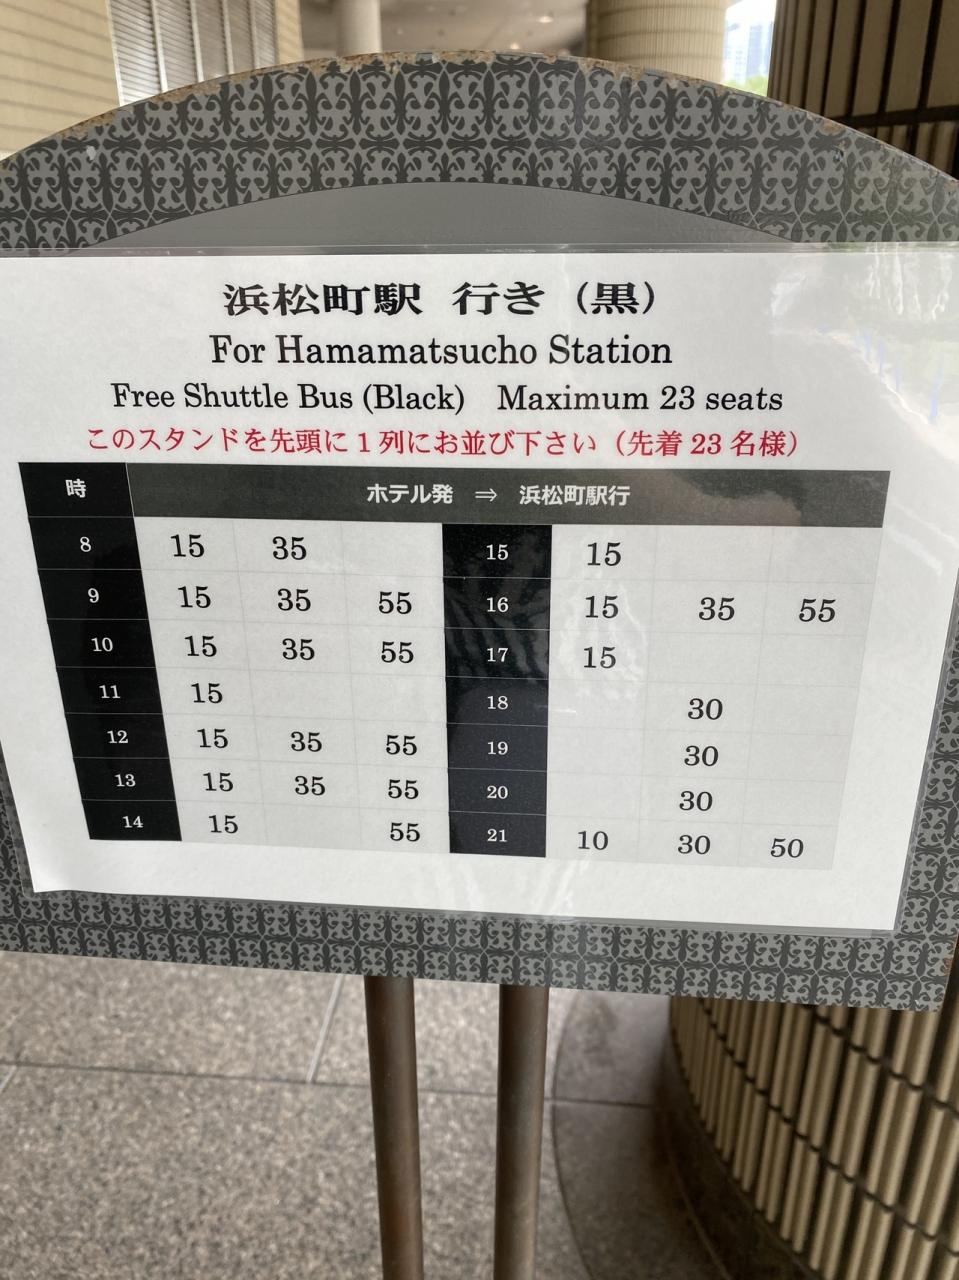 浜松町駅 行き（黒）
For Hamamatsucho Station
Free Shuttle Bus (Black) Maximum 23 seats
このスタンドを先頭に1列にお並び下さい（先着23名様）
時 ホテル発 ⇒ 浜松町駅行
8 15 35 15 15
9 15 35 55 16 15 35 55
10 15 35 55 17 15
11 15 18 30
12 15 35 55 19 30
13 15 35 55 20 30
14 15 55 21 10 30 50